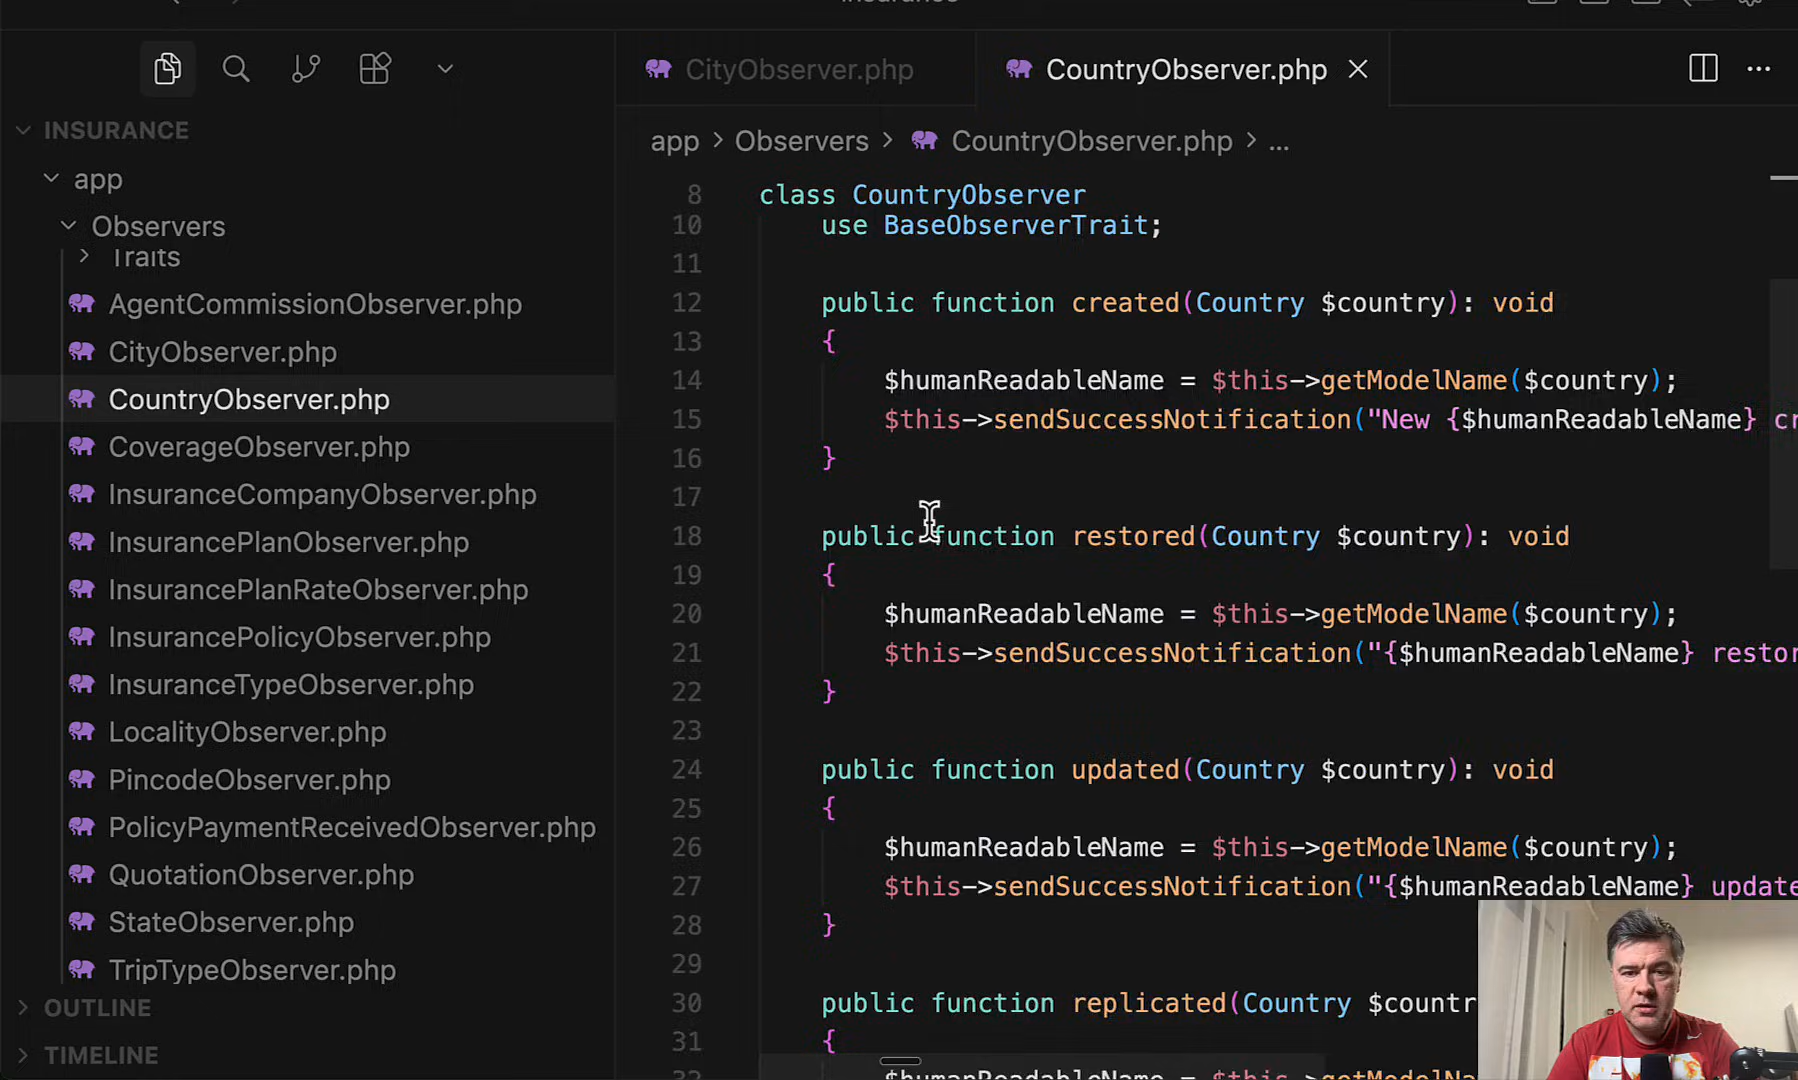 CityObserver.php
CountryObserver.php
INSURANCE
app > Observers > CountryObserver.php > ...
app
Observers
Traits
AgentCommissionObserver.php
CityObserver.php
CountryObserver.php
CoverageObserver.php
InsuranceCompanyObserver.php
InsurancePlanObserver.php
InsurancePlanRateObserver.php
InsurancePolicyObserver.php
InsuranceTypeObserver.php
LocalityObserver.php
PincodeObserver.php
PolicyPaymentReceivedObserver.php
QuotationObserver.php
StateObserver.php
TripTypeObserver.php
OUTLINE
TIMELINE
8 class CountryObserver
10 use BaseObserverTrait;
11
12 public function created(Country $country): void
13 {
14 $humanReadableName = $this->getModelName($country);
15 $this->sendSuccessNotification("New {$humanReadableName} cr
16 }
17
18 public function restored(Country $country): void
19 {
20 $humanReadableName = $this->getModelName($country);
21 $this->sendSuccessNotification("{$humanReadableName} restor
22 }
23
24 public function updated(Country $country): void
25 {
26 $humanReadableName = $this->getModelName($country);
27 $this->sendSuccessNotification("{$humanReadableName} update
28 }
29
30 public function replicated(Country $countr
31 {